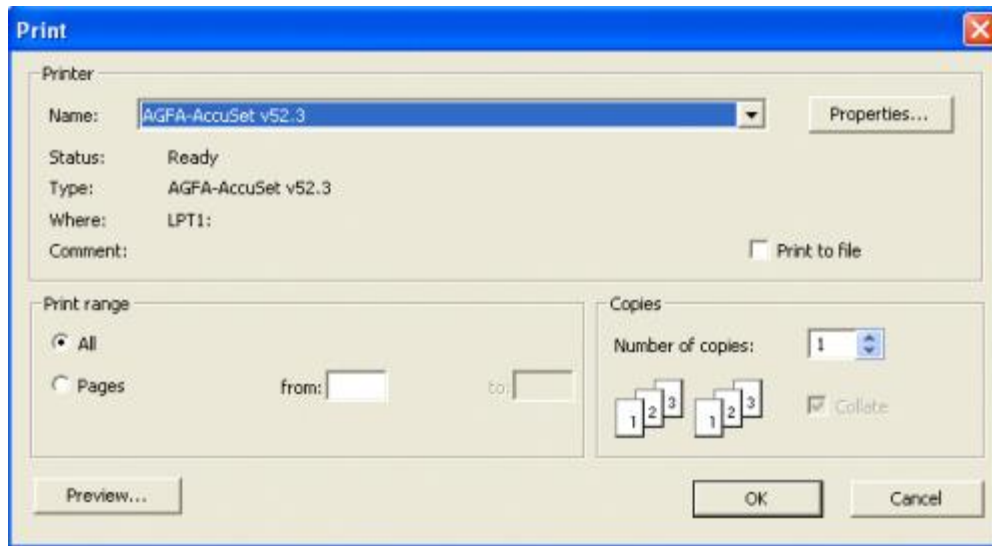 Print
Printer
Name: AGFA-AccuSet v52.3 Properties...
Status: Ready
Type: AGFA-AccuSet v52.3
Where: LPT1:
Comment: Print to file
Print range
All
Pages from: to:
Copies
Number of copies: 1
1 2 3 1 2 3 Collate
Preview... OK Cancel